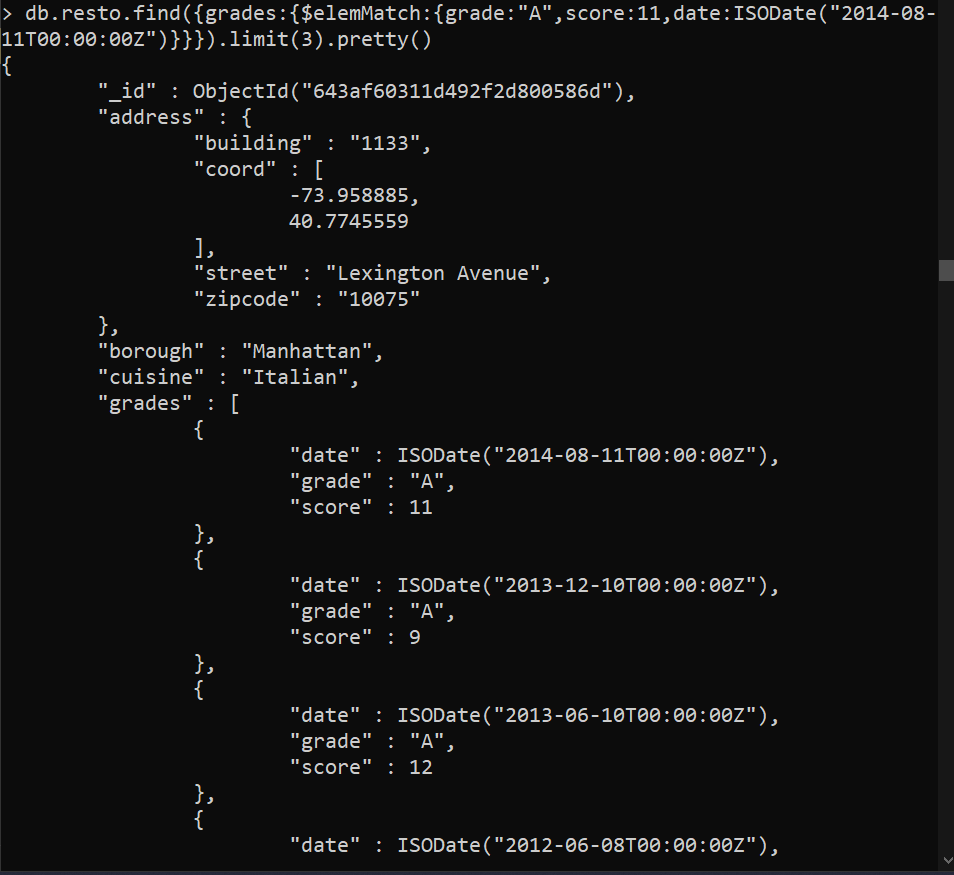 > db.resto.find({grades:{$elemMatch:{grade:"A",score:11,date:ISODate("2014-08-
11T00:00:00Z")}}}).limit(3).pretty()
{
        "_id" : ObjectId("643af60311d492f2d800586d"),
        "address" : {
                "building" : "1133",
                "coord" : [
                        -73.958885,
                        40.7745559
                ],
                "street" : "Lexington Avenue",
                "zipcode" : "10075"
        },
        "borough" : "Manhattan",
        "cuisine" : "Italian",
        "grades" : [
                {
                        "date" : ISODate("2014-08-11T00:00:00Z"),
                        "grade" : "A",
                        "score" : 11
                },
                {
                        "date" : ISODate("2013-12-10T00:00:00Z"),
                        "grade" : "A",
                        "score" : 9
                },
                {
                        "date" : ISODate("2013-06-10T00:00:00Z"),
                        "grade" : "A",
                        "score" : 12
                },
                {
                        "date" : ISODate("2012-06-08T00:00:00Z"),